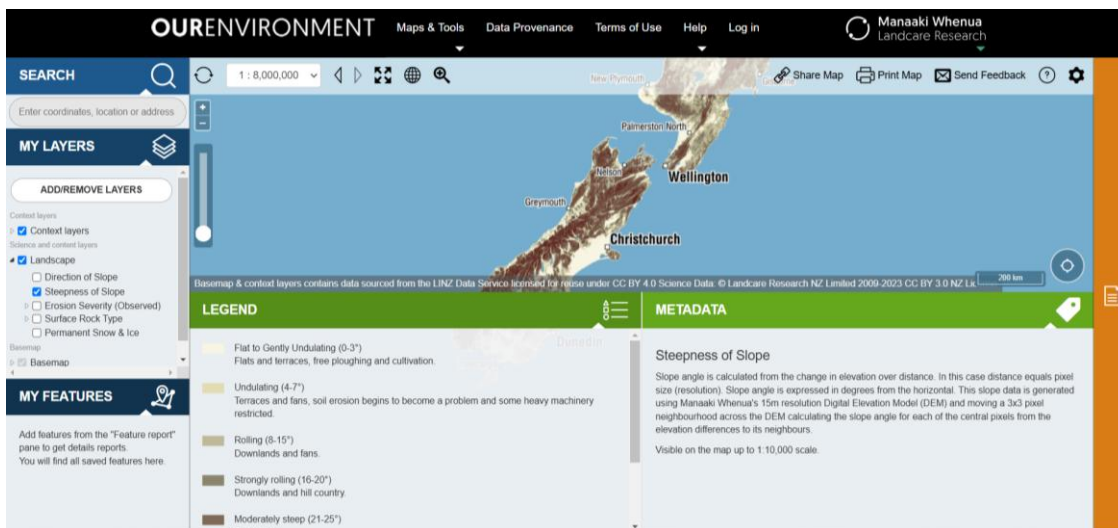 OURENVIRONMENT
Maps & Tools
Data Provenance
Terms of Use
Help
Log in
Manaaki Whenua
Landcare Research
SEARCH
Enter coordinates, location or address
MY LAYERS
ADD/REMOVE LAYERS
Context layers
Context layers
Science and context layers
Landscape
Direction of Slope
Steepness of Slope
Erosion Severity (Observed)
Surface Rock Type
Permanent Snow & Ice
Basemap
Basemap
MY FEATURES
Add features from the "Feature report"
pane to get details reports.
You will find all saved features here.
1 : 8,000,000
Share Map
Print Map
Send Feedback
?
New Plymouth
Palmerston North
Nelson
Wellington
Greymouth
Christchurch
200 km
Basemap & context layers contains data sourced from the LINZ Data Service licensed for reuse under CC BY 4.0 Science Data: © Landcare Research NZ Limited 2009-2023 CC BY 3.0 NZ
LEGEND
Dunedin
Flat to Gently Undulating (0-3°)
Flats and terraces, free ploughing and cultivation.
Undulating (4-7°)
Terraces and fans, soil erosion begins to become a problem and some heavy machinery
restricted.
Rolling (8-15°)
Downlands and fans.
Strongly rolling (16-20°)
Downlands and hill country.
Moderately steep (21-25°)
METADATA
Steepness of Slope
Slope angle is calculated from the change in elevation over distance. In this case distance equals pixel
size (resolution). Slope angle is expressed in degrees from the horizontal. This slope data is generated
using Manaaki Whenua's 15m resolution Digital Elevation Model (DEM) and moving a 3x3 pixel
neighbourhood across the DEM calculating the slope angle for each of the central pixels from the
elevation differences to its neighbours.
Visible on the map up to 1:10,000 scale.